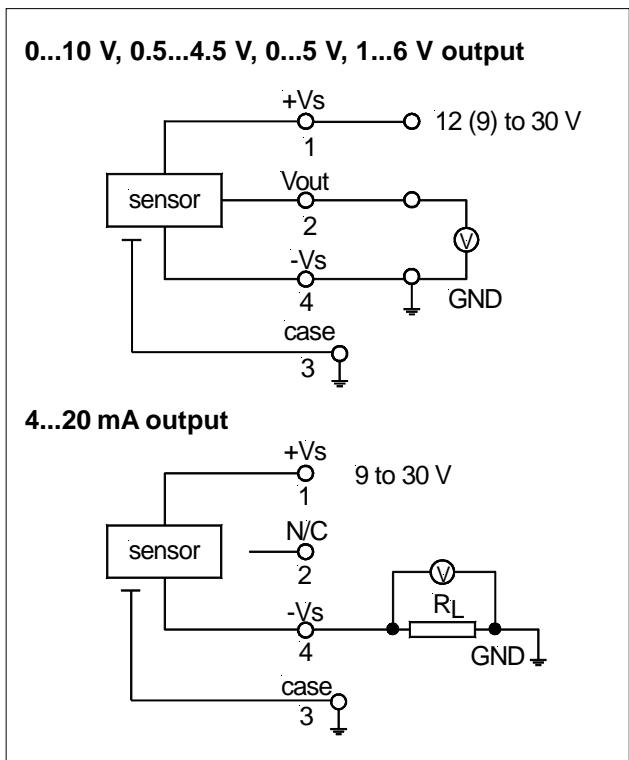 0...10 V, 0.5...4.5 V, 0...5 V, 1...6 V output
+Vs
12 (9) to 30 V
1
Vout
sensor
V
2
-Vs
GND
4
case
3
4...20 mA output
+Vs
9 to 30 V
1
N/C
sensor
2
V
RL
-Vs
4
GND
case
3